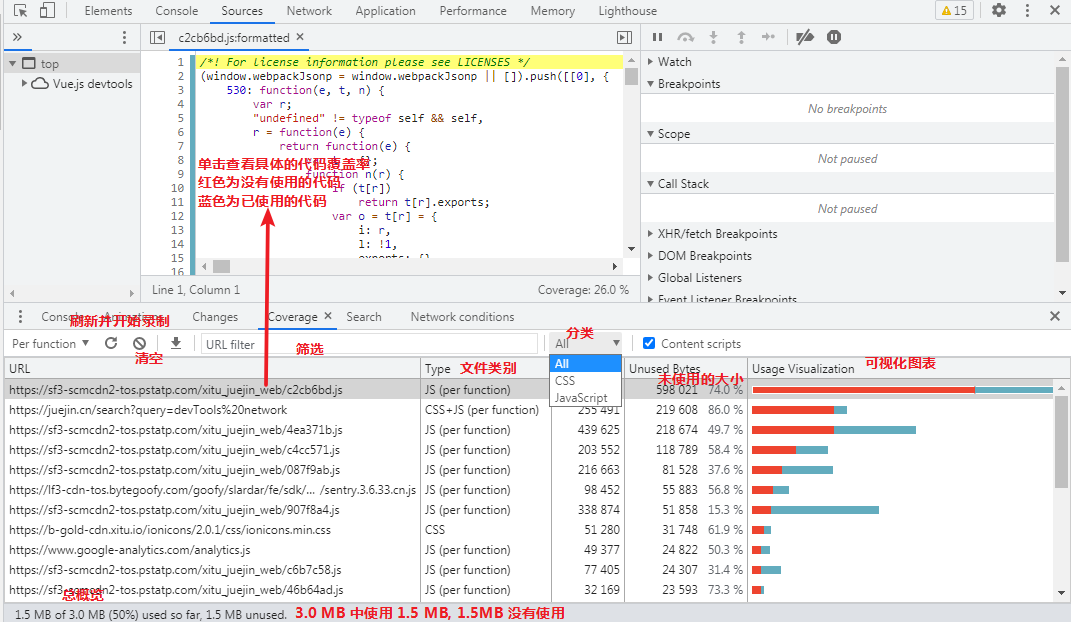 Elements Console Sources Network Application Performance Memory Lighthouse 15
c2cb6bd.js:formatted
top
Vue.js devtools
1 /*! For license information please see LICENSES */
2 (window.webpackJsonp = window.webpackJsonp || []).push([[0], {
3 530: function(e, t, n) {
4 var r;
5 "undefined" != typeof self && self,
6 r = function(e) {
7 return function(e) {
8
单击查看具体的代码覆盖率
9 function n(r) {
红色为没有使用的代码
10 if (t[r])
11 return t[r].exports;
蓝色为已使用的代码
12 var o = t[r] = {
13 i: r,
14 l: !1,
15 exports: {}
16
Line 1, Column 1 Coverage: 26.0 %
Watch
Breakpoints
No breakpoints
Scope
Not paused
Call Stack
Not paused
XHR/fetch Breakpoints
DOM Breakpoints
Global Listeners
Event Listener Breakpoints
Console Animations Changes Coverage Search Network conditions
刷新并开始录制
Per function URL filter All Content scripts
清空
筛选
分类
All
CSS
JavaScript
URL Type Unused Bytes Usage Visualization
文件类别
未使用的大小
可视化图表
https://sf3-scmcdn2-tos.pstatp.com/xitu_juejin_web/c2cb6bd.js JS (per function) 598 021 74.0 %
https://juejin.cn/search?query=devTools%20network CSS+JS (per function) 255 491 219 608 86.0 %
https://sf3-scmcdn2-tos.pstatp.com/xitu_juejin_web/4ea371b.js JS (per function) 439 625 218 674 49.7 %
https://sf3-scmcdn2-tos.pstatp.com/xitu_juejin_web/c4cc571.js JS (per function) 203 552 118 789 58.4 %
https://sf3-scmcdn2-tos.pstatp.com/xitu_juejin_web/087f9ab.js JS (per function) 216 663 81 528 37.6 %
https://lf3-cdn-tos.bytegoofy.com/goofy/slardar/fe/sdk/… /sentry.3.6.33.cn.js JS (per function) 98 452 55 883 56.8 %
https://sf3-scmcdn2-tos.pstatp.com/xitu_juejin_web/907f8a4.js JS (per function) 338 874 51 858 15.3 %
https://b-gold-cdn.xitu.io/ionicons/2.0.1/css/ionicons.min.css CSS 51 280 31 748 61.9 %
https://www.google-analytics.com/analytics.js JS (per function) 49 377 24 822 50.3 %
https://sf3-scmcdn2-tos.pstatp.com/xitu_juejin_web/c6b7c58.js JS (per function) 77 405 24 307 31.4 %
https://sf3-scmcdn2-tos.pstatp.com/xitu_juejin_web/46b64ad.js JS (per function) 32 169 23 593 73.3 %
总概览
1.5 MB of 3.0 MB (50%) used so far, 1.5 MB unused.
3.0 MB 中使用 1.5 MB, 1.5MB 没有使用